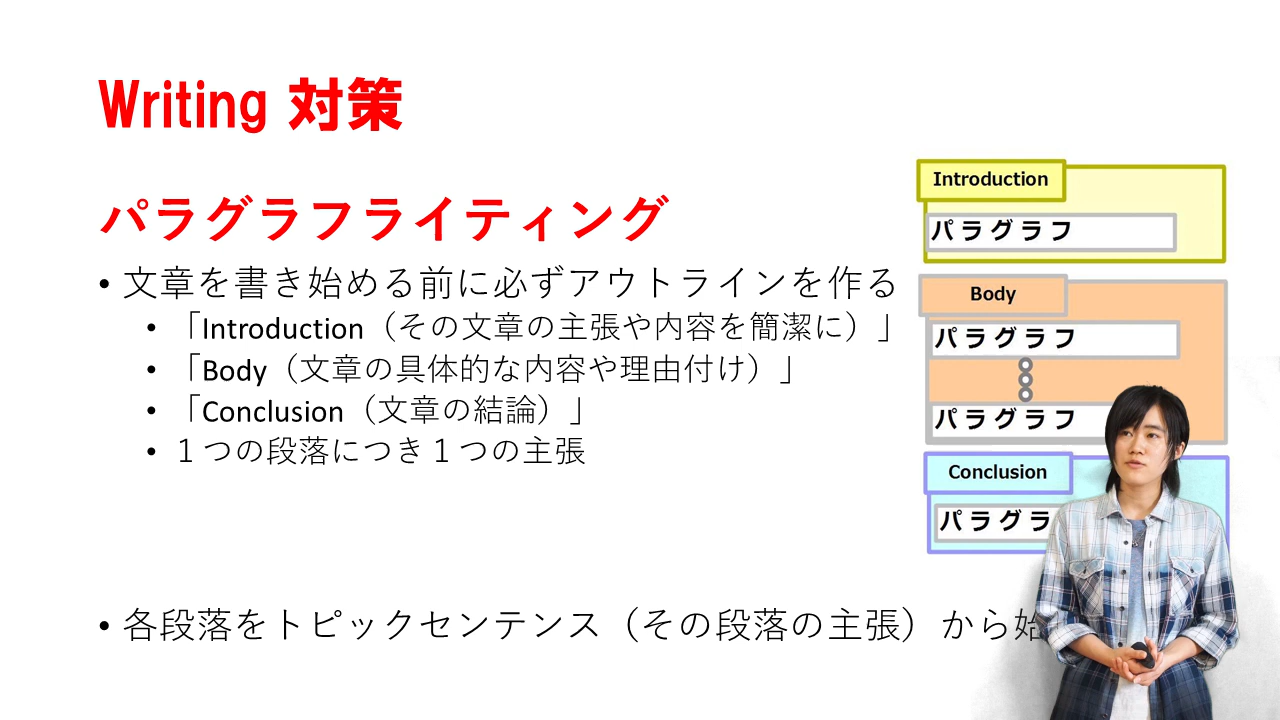 Writing 対策
パラグラフライティング
• 文章を書き始める前に必ずアウトラインを作る
• 「Introduction（その文章の主張や内容を簡潔に）」
• 「Body（文章の具体的な内容や理由付け）」
• 「Conclusion（文章の結論）」
• １つの段落につき１つの主張
• 各段落をトピックセンテンス（その段落の主張）から始
Introduction
パラグラフ
Body
パラグラフ
パラグラフ
Conclusion
パラグラ